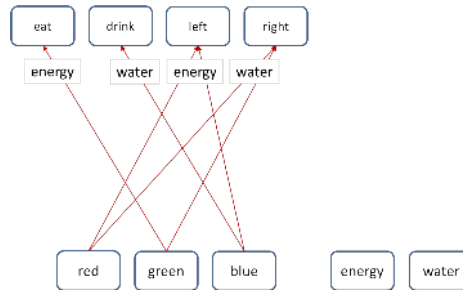 eat drink left right
energy water energy water
red green blue energy water